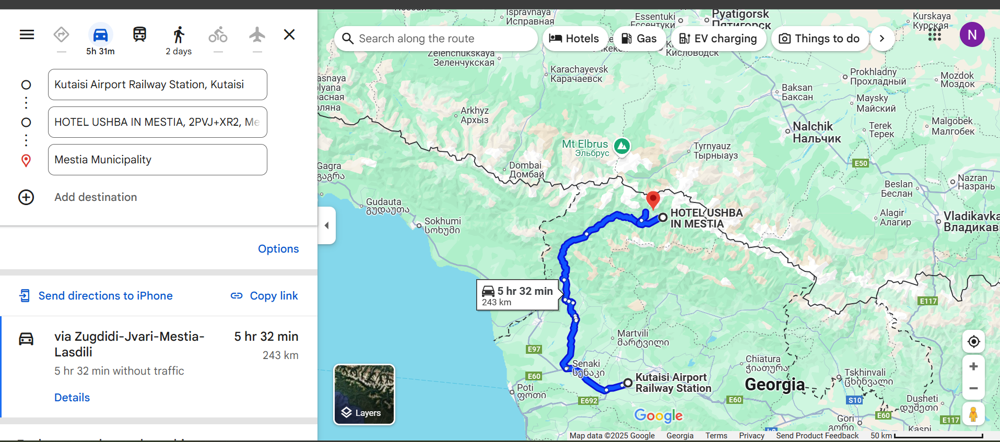 5h 31m
2 days
Kutaisi Airport Railway Station, Kutaisi
HOTEL USHBA IN MESTIA, 2PVJ+XR2, Me
Mestia Municipality
Add destination
Options
Send directions to iPhone
Copy link
via Zugdidi-Jvari-Mestia-
Lasdili
5 hr 32 min
243 km
5 hr 32 min without traffic
Details
Search along the route
Hotels
Gas
EV charging
Things to do
N
Ispravnaya
Исправная
Essentuki
Ессентуки
Pyatigorsk
Пятигорск
Kurskaya
Курская
Zelenchukskaya
Зеленчукская
Кисловодск
Karachayevsk
Карачаевск
Prokhladny
Прохладный
Mozdok
Моздок
Baksan
Баксан
Maysky
Майский
asnaya
lyana
расная
ляна
Arkhyz
Архыз
Nalchik
Нальчик
Terek
Терек
Malgobek
Малгобек
Mt Elbrus
Эльбрус
Tyrnyauz
Тырныауз
E50
Gagra
გაგრა
Dombai
Домбай
Beslan
Беслан
Nazran
Назрань
Gudauta
გუდაუთა
Sokhumi
სოხუმი
HOTEL USHBA
IN MESTIA
Alagir
Алагир
Vladikavka
Владикав
5 hr 32 min
243 km
E117
Martvili
მარტვილი
E97
Senaki
სენაკი
Chiatura
ჭიათურა
E60
Kutaisi Airport
Railway Station
Georgia
Tskhinvali
ცხინვალი
Poti
ფოთი
E692
E60
S10
Dusheti
დუშეთი
E60
E117
Gori
გორი
Kaspi
Layers
Google
Map data ©2025 Google
Georgia
Terms
Privacy
Send Product Feedback
50 km